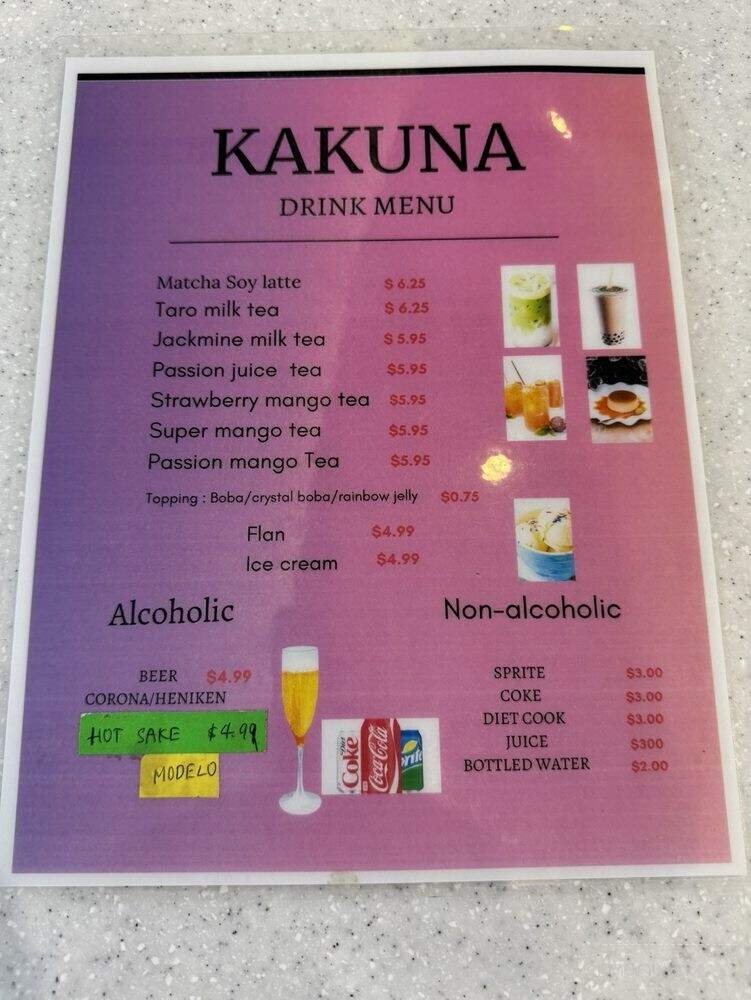 KAKUNA
DRINK MENU
Matcha Soy latte $ 6.25
Taro milk tea $ 6.25
Jackmine milk tea $ 5.95
Passion juice tea $5.95
Strawberry mango tea $5.95
Super mango tea $5.95
Passion mango Tea $5.95
Topping : Boba/crystal boba/rainbow jelly $0.75
Flan $4.99
Ice cream $4.99
Alcoholic
BEER $4.99
CORONA/HENIKEN
HOT SAKE $4.99
MODELO
Non-alcoholic
SPRITE $3.00
COKE $3.00
DIET COOK $3.00
JUICE $300
BOTTLED WATER $2.00
Diet Coke
Coca-Cola
Sprite